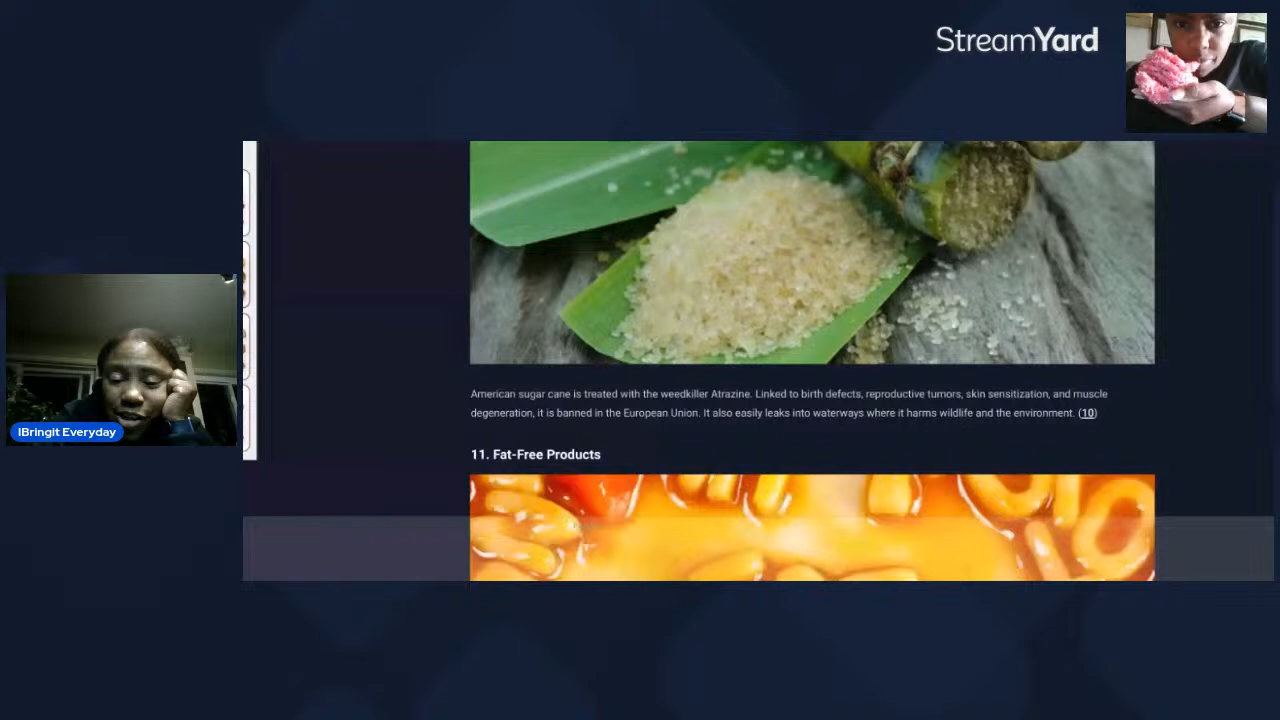 StreamYard
American sugar cane is treated with the weedkiller Atrazine. Linked to birth defects, reproductive tumors, skin sensitization, and muscle
degeneration, it is banned in the European Union. It also easily leaks into waterways where it harms wildlife and the environment. (10)
IBringit Everyday
11. Fat-Free Products